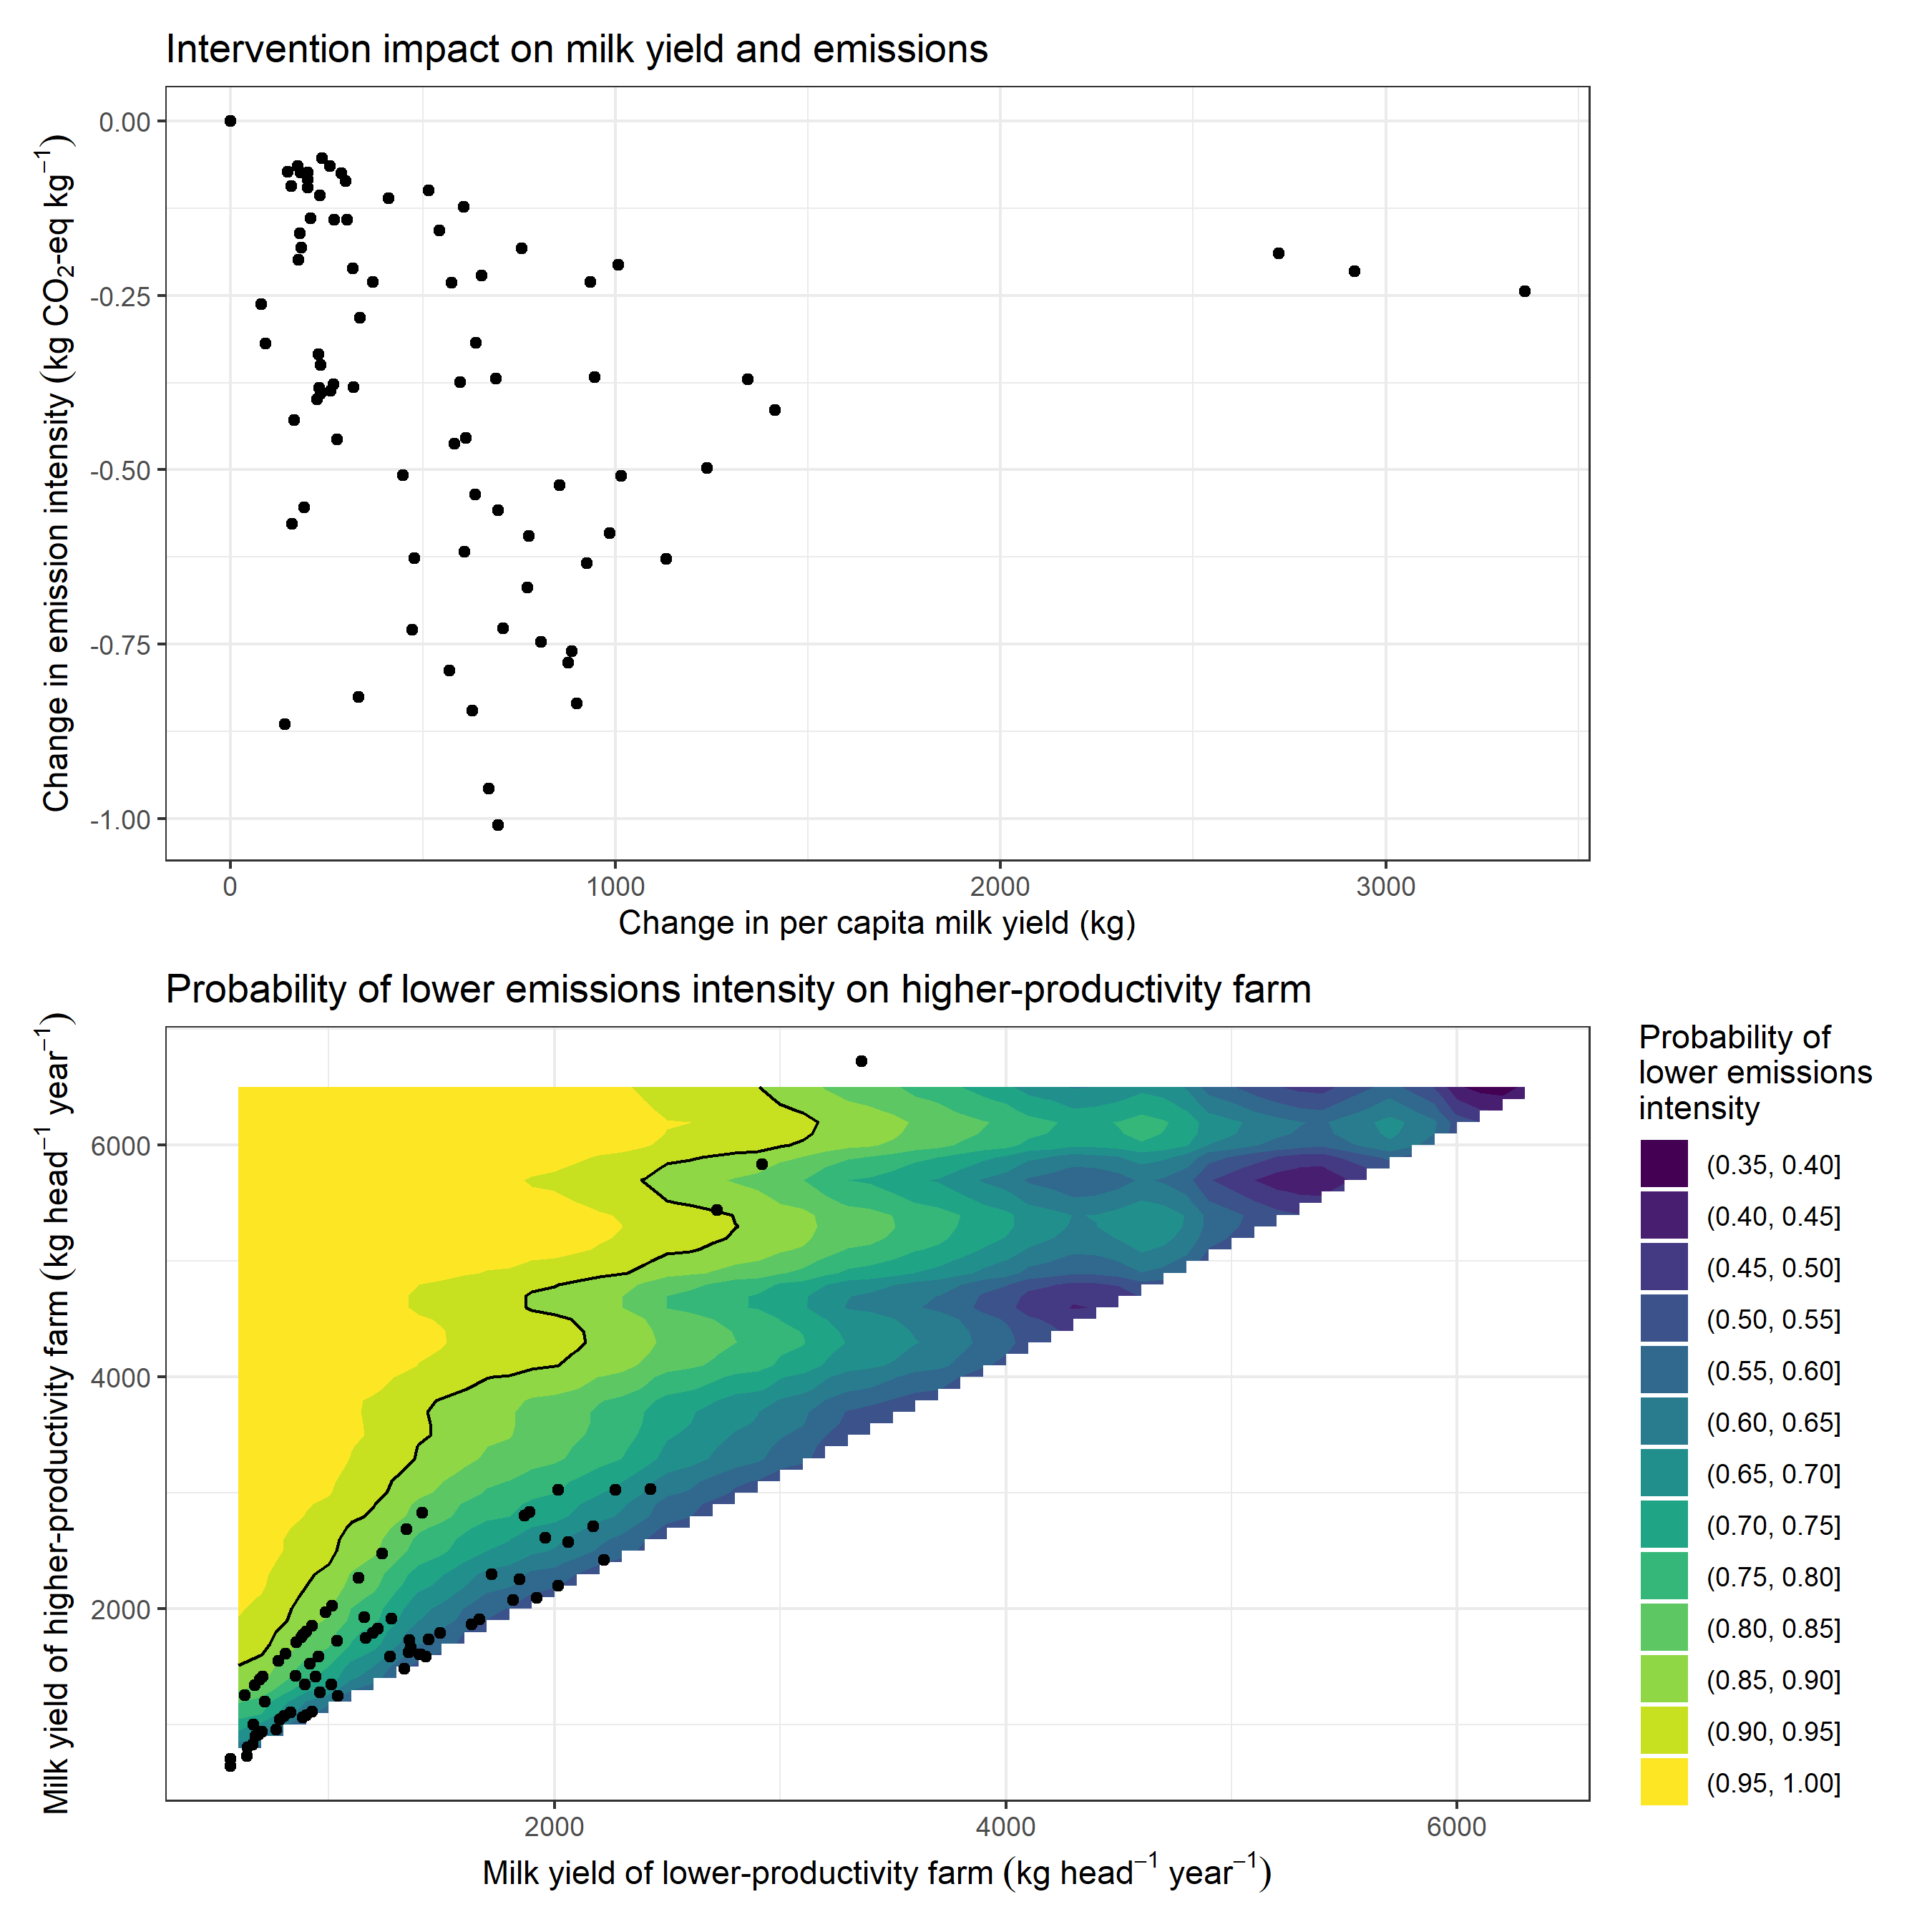 Intervention impact on milk yield and emissions
Change in emission intensity (kg CO₂-eq kg⁻¹)
0.00
-0.25
-0.50
-0.75
-1.00
0 1000 2000 3000
Change in per capita milk yield (kg)
Probability of lower emissions intensity on higher-productivity farm
Milk yield of higher-productivity farm (kg head⁻¹ year⁻¹)
6000
4000
2000
2000 4000 6000
Milk yield of lower-productivity farm (kg head⁻¹ year⁻¹)
Probability of
lower emissions
intensity
(0.35, 0.40]
(0.40, 0.45]
(0.45, 0.50]
(0.50, 0.55]
(0.55, 0.60]
(0.60, 0.65]
(0.65, 0.70]
(0.70, 0.75]
(0.75, 0.80]
(0.80, 0.85]
(0.85, 0.90]
(0.90, 0.95]
(0.95, 1.00]